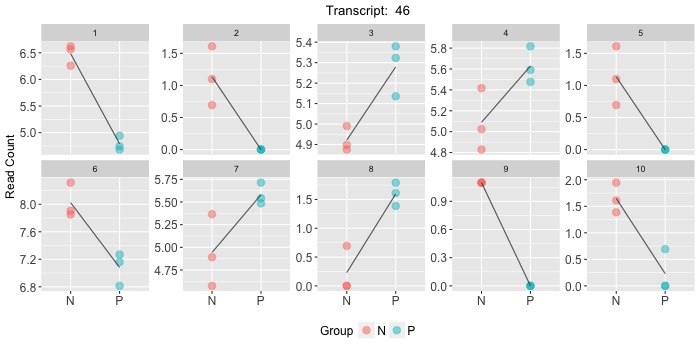 Transcript: 46
1 2 3 4 5
6.5 6.0 5.5 5.0
1.5 1.0 0.5 0.0
5.4 5.3 5.2 5.1 5.0 4.9
5.8 5.6 5.4 5.2 5.0 4.8
1.5 1.0 0.5 0.0
Read Count
6 7 8 9 10
8.0 7.6 7.2 6.8
5.75 5.50 5.25 5.00 4.75
1.5 1.0 0.5 0.0
0.9 0.6 0.3 0.0
2.0 1.5 1.0 0.5 0.0
N P N P N P N P N P
Group N P